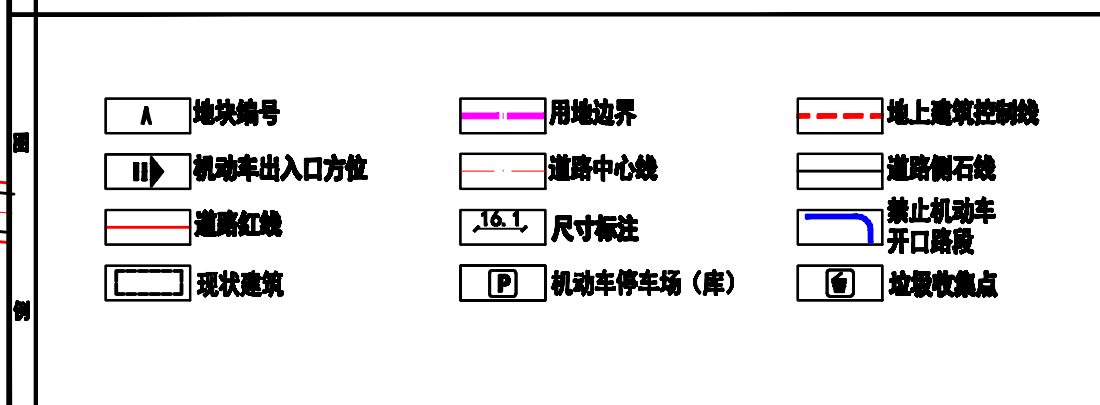 图例
A 地块编号
用地边界
地上建筑控制线
机动车出入口方位
道路中心线
道路侧石线
道路红线
16.1 尺寸标注
禁止机动车
开口路段
现状建筑
P 机动车停车场（库）
垃圾收集点